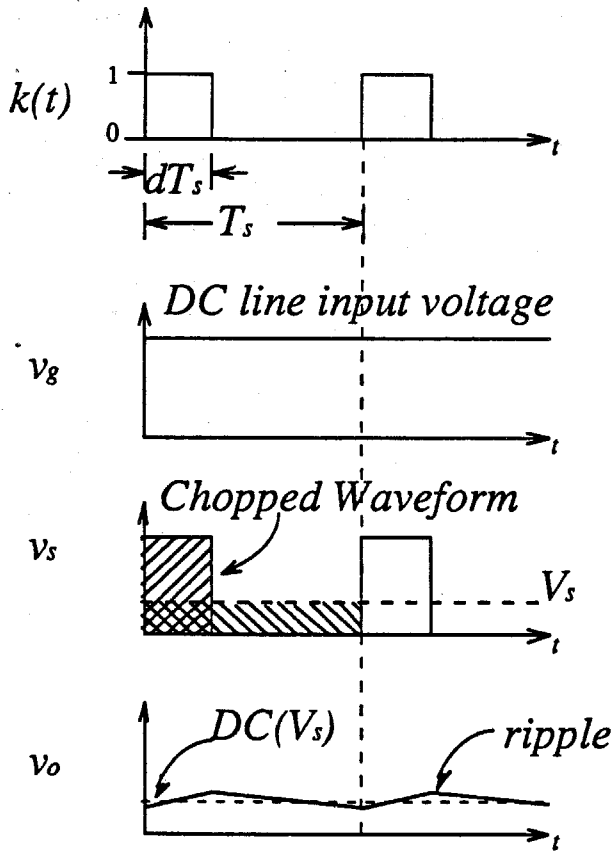 1
k(t)
0
t
dTs
Ts
DC line input voltage
vg
t
Chopped Waveform
vs
Vs
t
DC(Vs)
ripple
vo
t